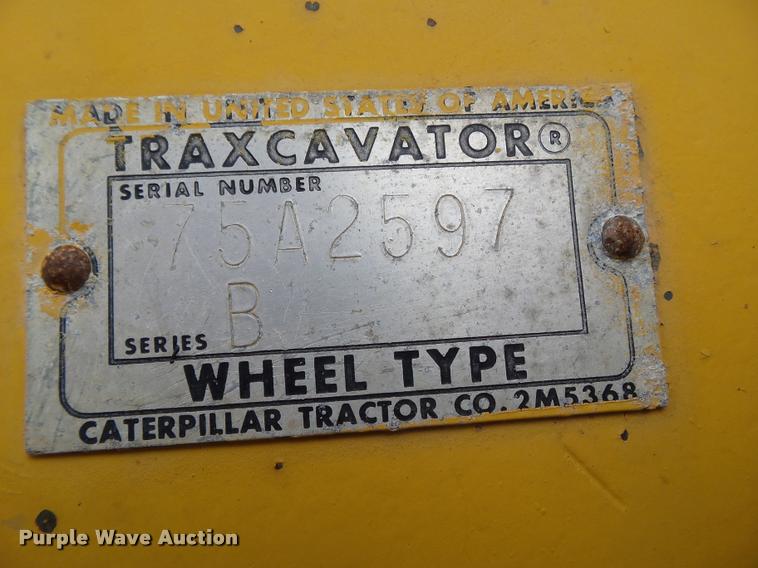 MADE IN UNITED STATES OF AMERICA
TRAXCAVATOR®
SERIAL NUMBER
75A2597
SERIES B
WHEEL TYPE
CATERPILLAR TRACTOR CO. 2M5368
Purple Wave Auction